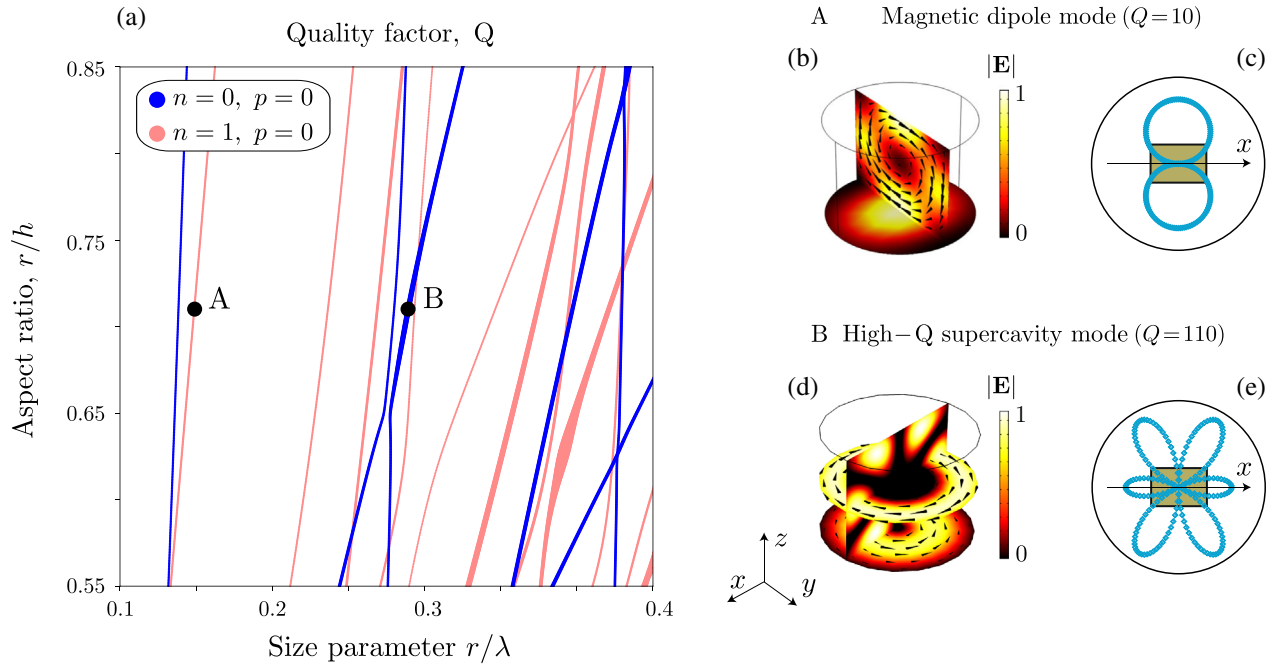 (a)
Quality factor, Q
n = 0, p = 0
n = 1, p = 0
0.85
0.75
0.65
0.55
Aspect ratio, r/h
A
B
0.1
0.2
0.3
0.4
Size parameter r/λ
A Magnetic dipole mode (Q=10)
(b)
|E|
1
0
(c)
x
B High−Q supercavity mode (Q=110)
(d)
|E|
1
0
(e)
x
z
x
y